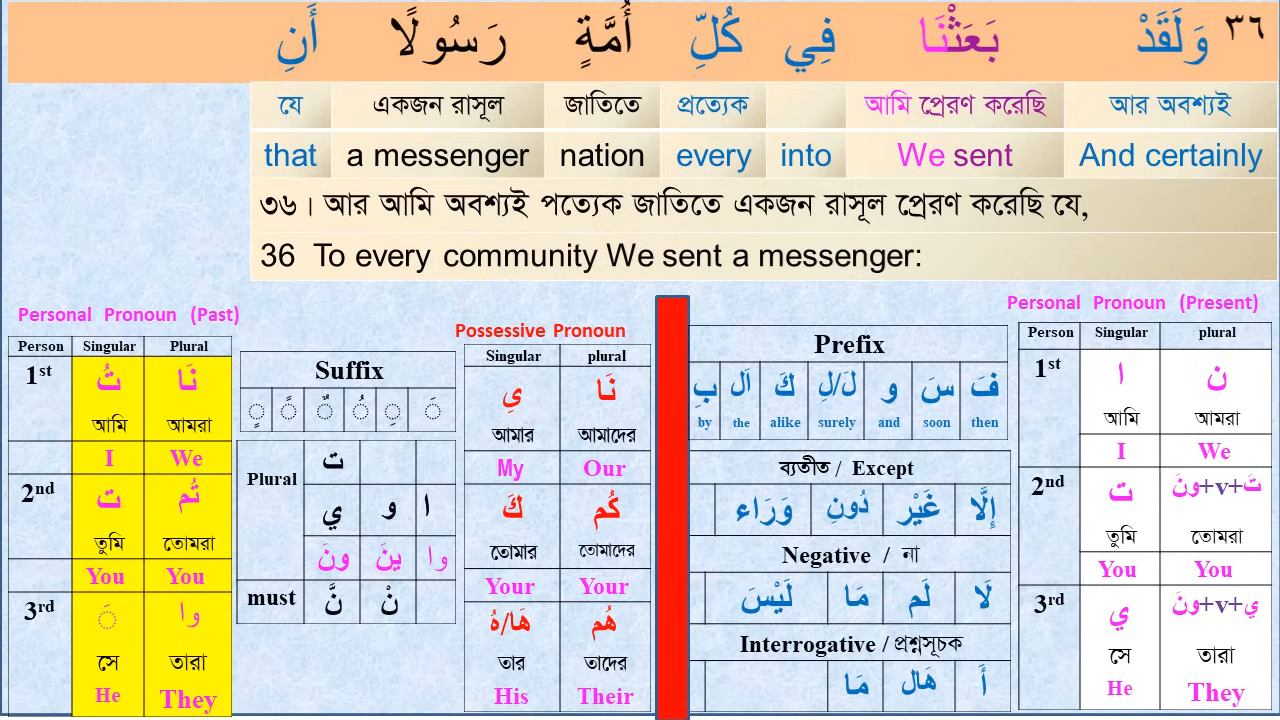 ٣٦ وَلَقَدْ بَعَثْنَا فِي كُلِّ أُمَّةٍ رَسُولًا أَنِ
যে একজন রাসূল জাতিতে প্রত্যেক আমি প্রেরণ করেছি আর অবশ্যই
that a messenger nation every into We sent And certainly
৩৬। আর আমি অবশ্যই পত্যেক জাতিতে একজন রাসূল প্রেরণ করেছি যে,
36 To every community We sent a messenger:
Personal Pronoun (Past)
Person Singular Plural
1st تُ نَا
আমি আমরা
I We
2nd ت تُم
তুমি তোমরা
You You
3rd َ وا
সে তারা
He They
Suffix
ٍ ً ٌ ُ ِ َ
Plural ت
ي و ا
ونَ ينَ وا
must نَّ نْ
Possessive Pronoun
Singular plural
يِ نَا
আমার আমাদের
My Our
كَ كُم
তোমার তোমাদের
Your Your
هَا/هُ هُم
তার তাদের
His Their
Prefix
بِ اَل كَ لَ/لِ و سَ فَ
by the alike surely and soon then
ব্যতীত / Except
وَرَاء دُونِ غَيْر إِلَّا
Negative / না
لَيْسَ مَا لَم لَا
Interrogative / প্রশ্নসূচক
مَا هَال أَ
Personal Pronoun (Present)
Person Singular plural
1st ا ن
আমি আমরা
I We
2nd ت تَ+v+ونَ
তুমি তোমরা
You You
3rd ي ي+v+ونَ
সে তারা
He They